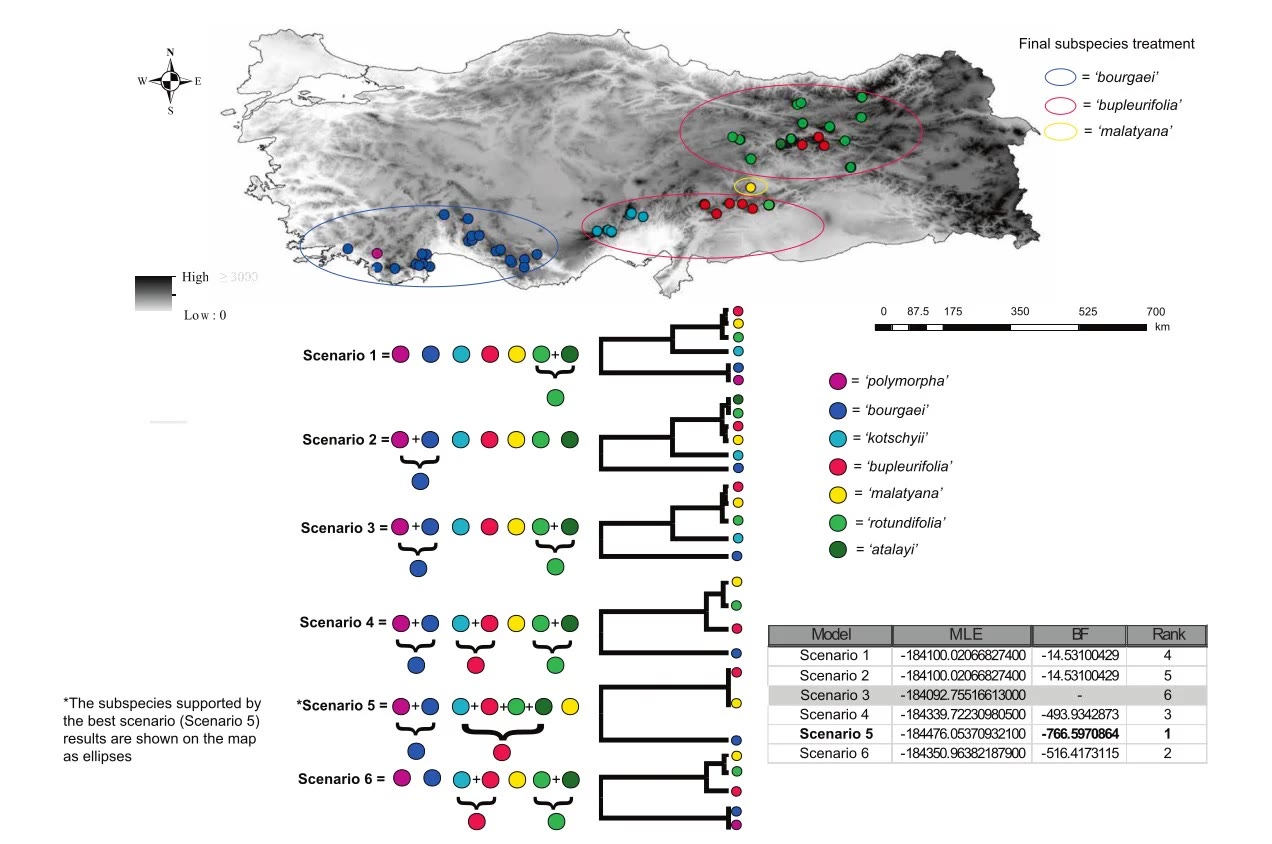 N
W
E
S
Final subspecies treatment
= ‘bourgaei’
= ‘bupleurifolia’
= ‘malatyana’
High ≥ 3000
Low : 0
0 87.5 175 350 525 700
km
Scenario 1 =
+
+
Scenario 2 =
+
Scenario 3 =
+ +
Scenario 4 =
+ + +
*Scenario 5 =
+ + + +
Scenario 6 =
+ +
= ‘polymorpha’
= ‘bourgaei’
= ‘kotschyii’
= ‘bupleurifolia’
= ‘malatyana’
= ‘rotundifolia’
= ‘atalayi’
*The subspecies supported by
the best scenario (Scenario 5)
results are shown on the map
as ellipses
Model MLE BF Rank
Scenario 1 -184100.02066827400 -14.53100429 4
Scenario 2 -184100.02066827400 -14.53100429 5
Scenario 3 -184092.75516613000 - 6
Scenario 4 -184339.72230980500 -493.9342873 3
Scenario 5 -184476.05370932100 -766.5970864 1
Scenario 6 -184350.96382187900 -516.4173115 2